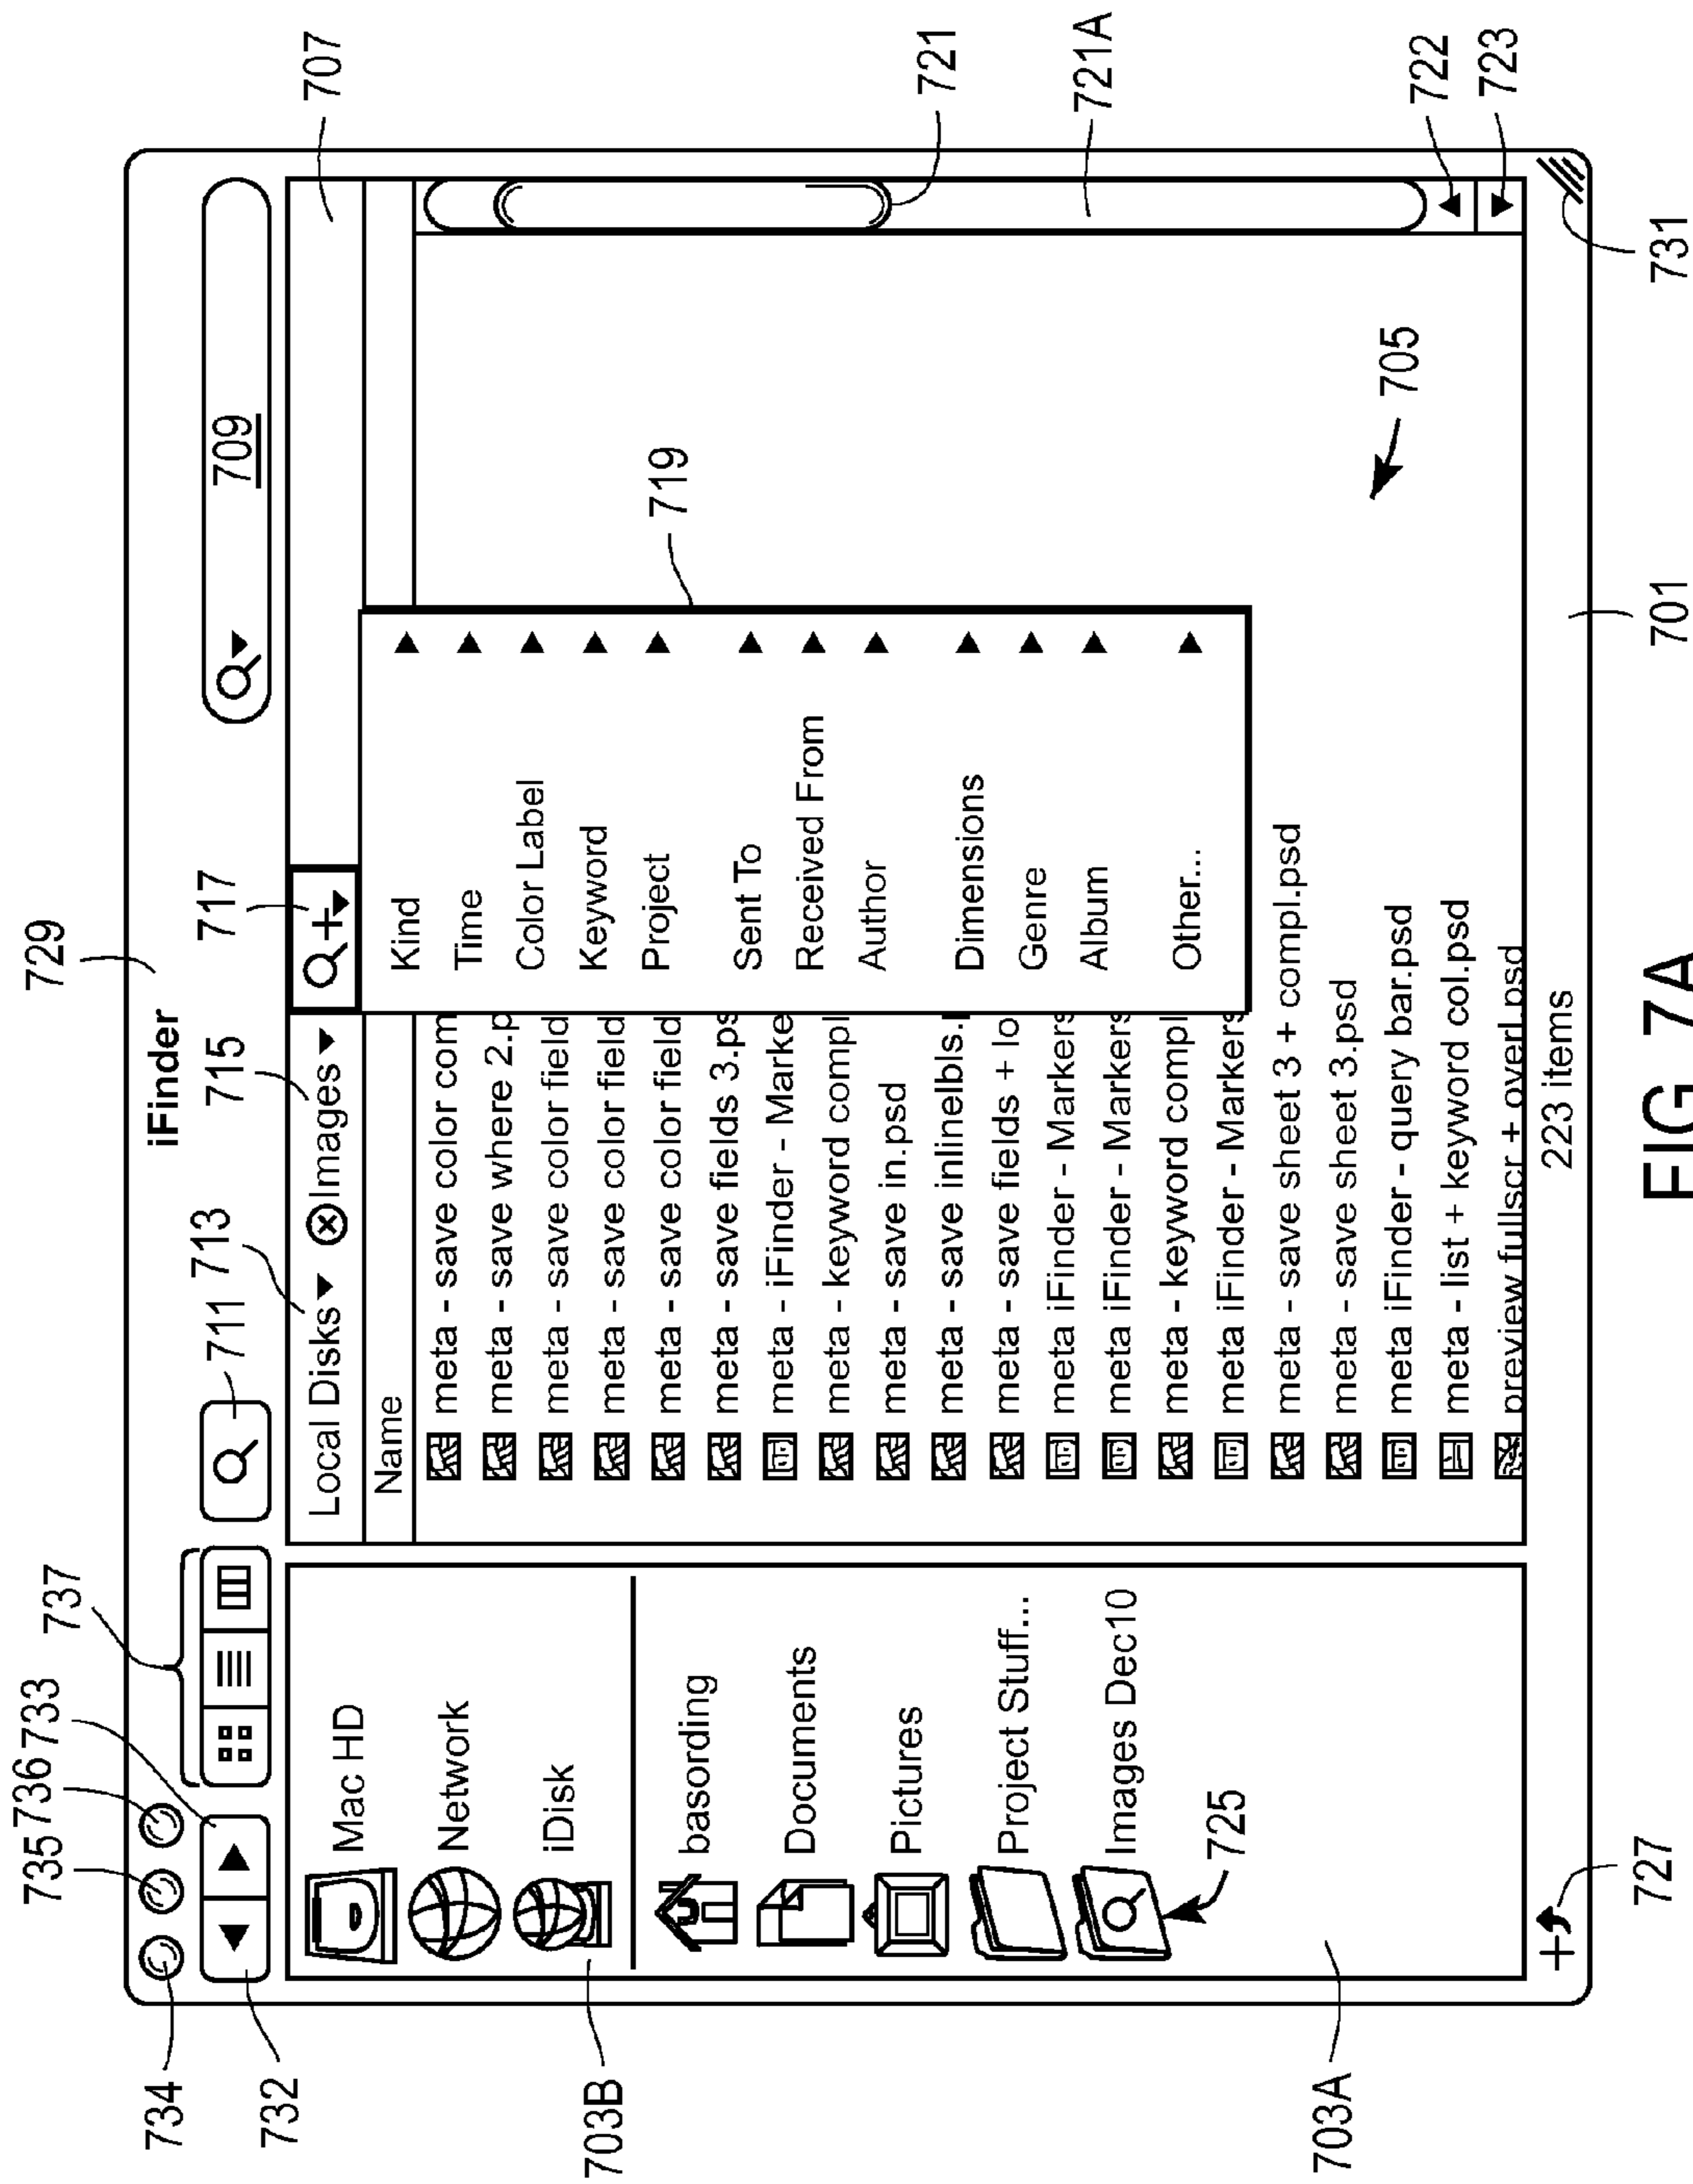 729
iFinder
734
735
736
733
737
732
711
713
715
717
709
707
Local Disks
Images
Name
Mac HD
Network
iDisk
703B
basording
Documents
Pictures
Project Stuff...
Images Dec10
725
703A
meta - save color com
meta - save where 2.p
meta - save color field
meta - save color field
meta - save color field
meta - save fields 3.ps
meta - iFinder - Marke
meta - keyword compl
meta - save in.psd
meta - save inlinelbls.
meta - save fields + lo
meta iFinder - Markers
meta iFinder - Markers
meta - keyword compl
meta iFinder - Markers
meta - save sheet 3 + compl.psd
meta - save sheet 3.psd
meta iFinder - query bar.psd
meta - list + keyword col.psd
preview fullscr + overl.psd
Kind
Time
Color Label
Keyword
Project
Sent To
Received From
Author
Dimensions
Genre
Album
Other...
719
705
721
721A
722
723
223 items
727
701
731
FIG. 7A